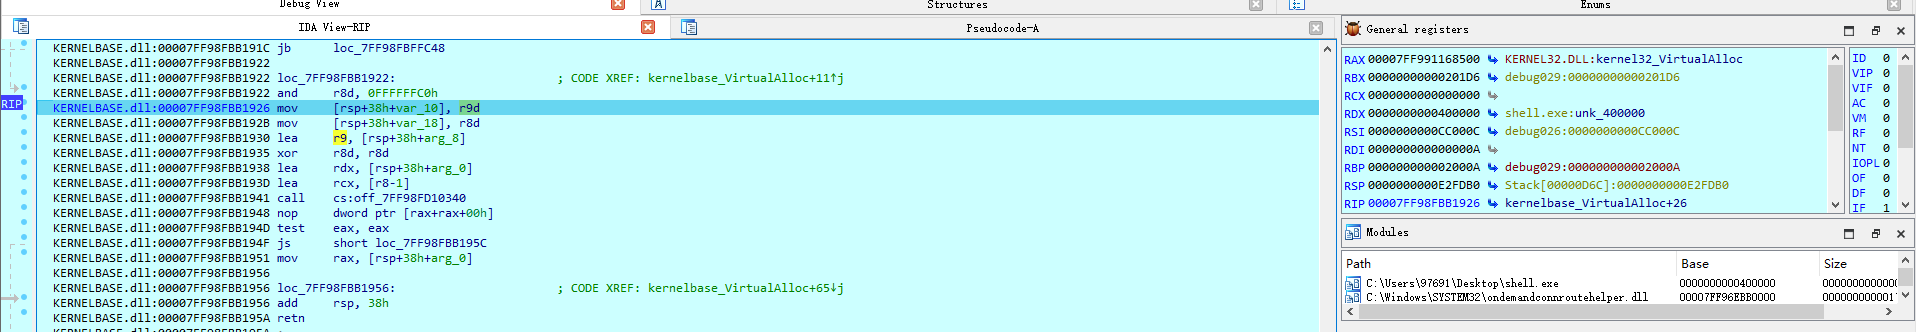 Debug View Structures Enums
IDA View-RIP Pseudocode-A General registers
KERNELBASE.dll:00007FF98FBB191C jb loc_7FF98FBFFC48
KERNELBASE.dll:00007FF98FBB1922
KERNELBASE.dll:00007FF98FBB1922 loc_7FF98FBB1922: ; CODE XREF: kernelbase_VirtualAlloc+11↑j
KERNELBASE.dll:00007FF98FBB1922 and r8d, 0FFFFFFC0h
RIP KERNELBASE.dll:00007FF98FBB1926 mov [rsp+38h+var_10], r9d
KERNELBASE.dll:00007FF98FBB192B mov [rsp+38h+var_18], r8d
KERNELBASE.dll:00007FF98FBB1930 lea r9, [rsp+38h+arg_8]
KERNELBASE.dll:00007FF98FBB1935 xor r8d, r8d
KERNELBASE.dll:00007FF98FBB1938 lea rdx, [rsp+38h+arg_0]
KERNELBASE.dll:00007FF98FBB193D lea rcx, [r8-1]
KERNELBASE.dll:00007FF98FBB1941 call cs:off_7FF98FD10340
KERNELBASE.dll:00007FF98FBB1948 nop dword ptr [rax+rax+00h]
KERNELBASE.dll:00007FF98FBB194D test eax, eax
KERNELBASE.dll:00007FF98FBB194F js short loc_7FF98FBB195C
KERNELBASE.dll:00007FF98FBB1951 mov rax, [rsp+38h+arg_0]
KERNELBASE.dll:00007FF98FBB1956
KERNELBASE.dll:00007FF98FBB1956 loc_7FF98FBB1956: ; CODE XREF: kernelbase_VirtualAlloc+65↓j
KERNELBASE.dll:00007FF98FBB1956 add rsp, 38h
KERNELBASE.dll:00007FF98FBB195A retn
RAX 00007FF991168500 KERNEL32.DLL:kernel32_VirtualAlloc
RBX 00000000000201D6 debug029:00000000000201D6
RCX 0000000000000000
RDX 0000000000400000 shell.exe:unk_400000
RSI 0000000000CC000C debug026:0000000000CC000C
RDI 000000000000000A
RBP 000000000002000A debug029:000000000002000A
RSP 0000000000E2FDB0 Stack[00000D6C]:0000000000E2FDB0
RIP 00007FF98FBB1926 kernelbase_VirtualAlloc+26
ID 0
VIP 0
VIF 0
AC 0
VM 0
RF 0
NT 0
IOPL 0
OF 0
DF 0
IF 1
Modules
Path Base Size
C:\Users\97691\Desktop\shell.exe 0000000000400000
C:\Windows\SYSTEM32\ondemandconnroutehelper.dll 00007FF96EBB0000